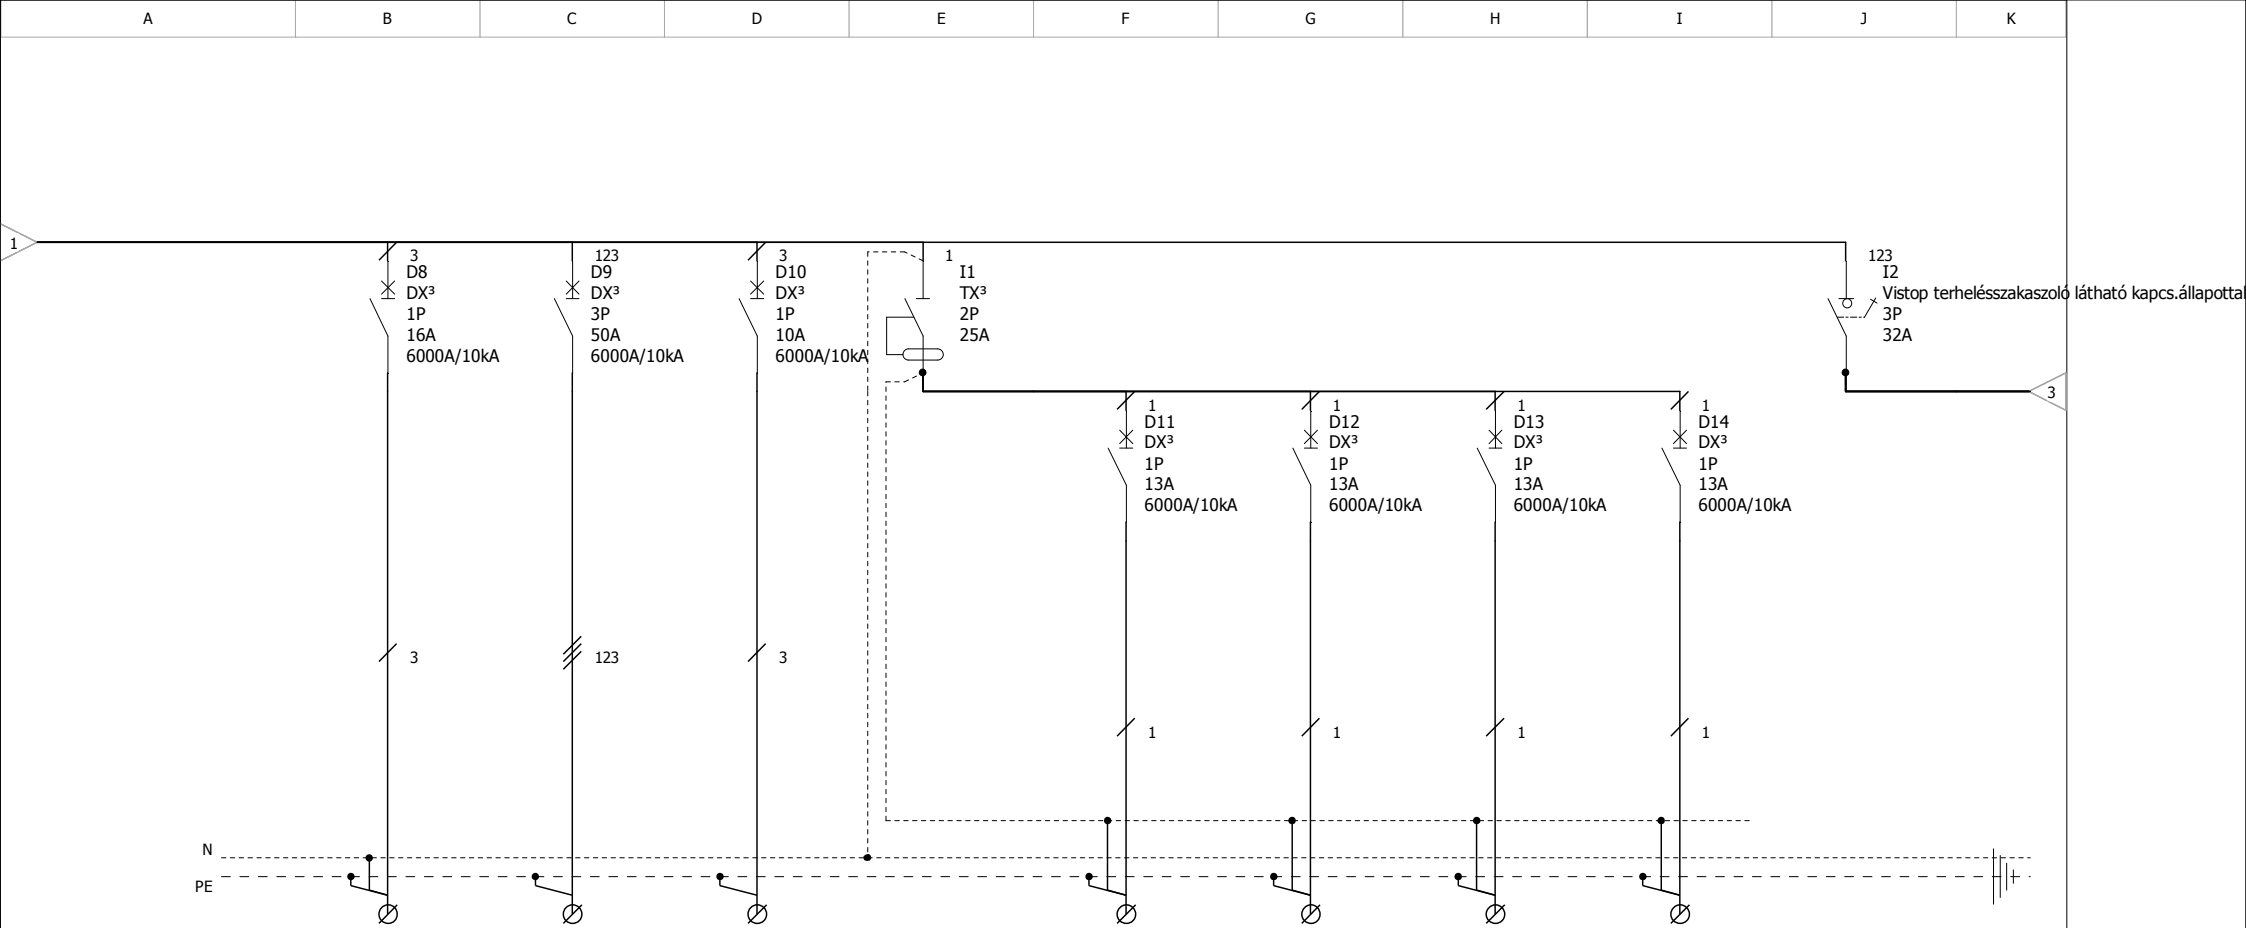 A B C D E F G H I J K
1
3
D8
DX³
1P
16A
6000A/10kA
123
D9
DX³
3P
50A
6000A/10kA
3
D10
DX³
1P
10A
6000A/10kA
1
I1
TX³
2P
25A
123
I2
Vistop terhelésszakaszoló látható kapcs.állapottal
3P
32A
3
1
D11
DX³
1P
13A
6000A/10kA
1
D12
DX³
1P
13A
6000A/10kA
1
D13
DX³
1P
13A
6000A/10kA
1
D14
DX³
1P
13A
6000A/10kA
3
123
3
1
1
1
1
N
PE